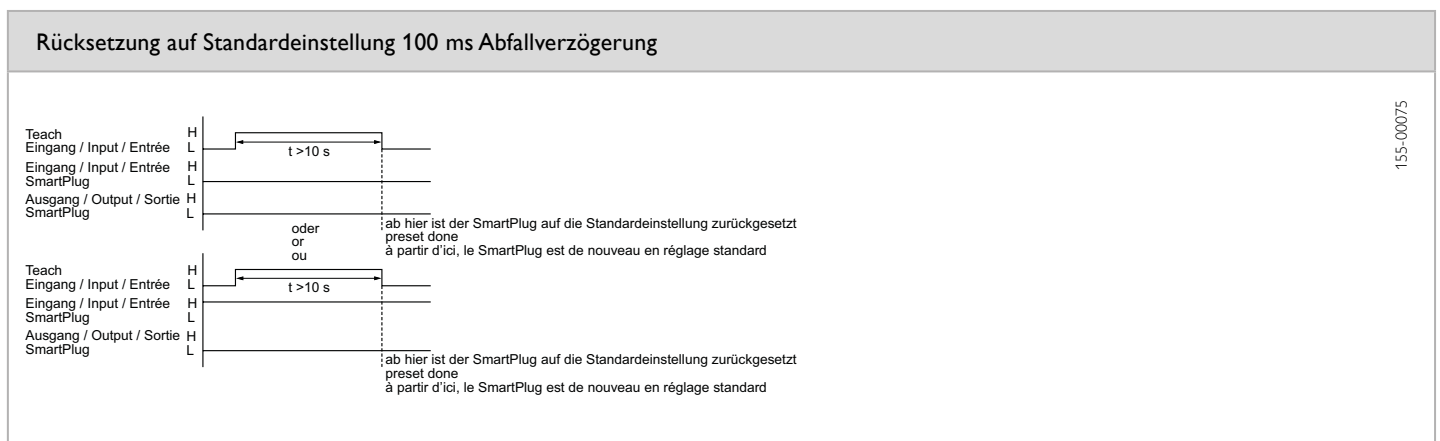 Rücksetzung auf Standardeinstellung 100 ms Abfallverzögerung
155-00075
Teach H
Eingang / Input / Entrée L
t >10 s
Eingang / Input / Entrée H
SmartPlug L
Ausgang / Output / Sortie H
SmartPlug L
oder
or
ou
ab hier ist der SmartPlug auf die Standardeinstellung zurückgesetzt
preset done
à partir d'ici, le SmartPlug est de nouveau en réglage standard
Teach H
Eingang / Input / Entrée L
t >10 s
Eingang / Input / Entrée H
SmartPlug L
Ausgang / Output / Sortie H
SmartPlug L
ab hier ist der SmartPlug auf die Standardeinstellung zurückgesetzt
preset done
à partir d'ici, le SmartPlug est de nouveau en réglage standard